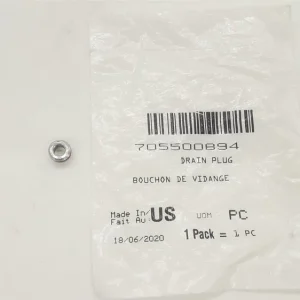 705500894
DRAIN PLUG
BOUCHON DE VIDANGE
Made In/ US UOM PC
Fait Au
18/06/2020 1 Pack = 1 PC